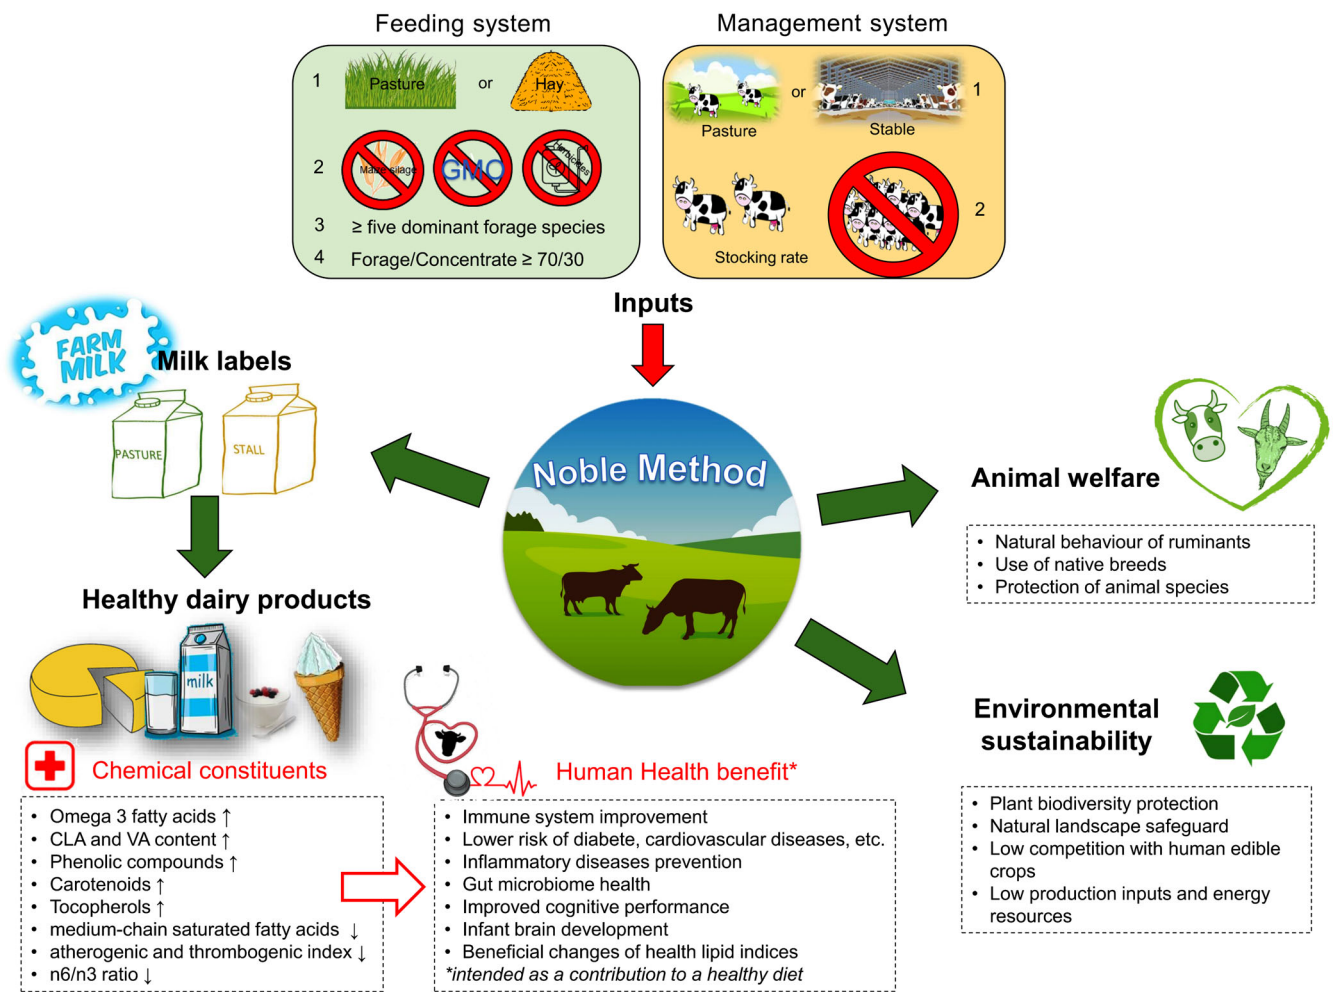 Feeding system
1
Pasture
or
Hay
2
Maize silage
GMO
Herbicides
3 ≥ five dominant forage species
4 Forage/Concentrate ≥ 70/30
Management system
or
1
Pasture
Stable
2
Stocking rate
Inputs
FARM
MILK
Milk labels
PASTURE
STALL
Noble Method
Animal welfare
• Natural behaviour of ruminants
• Use of native breeds
• Protection of animal species
Healthy dairy products
milk
Environmental
sustainability
• Plant biodiversity protection
• Natural landscape safeguard
• Low competition with human edible
crops
• Low production inputs and energy
resources
Chemical constituents
• Omega 3 fatty acids ↑
• CLA and VA content ↑
• Phenolic compounds ↑
• Carotenoids ↑
• Tocopherols ↑
• medium-chain saturated fatty acids ↓
• atherogenic and thrombogenic index ↓
• n6/n3 ratio ↓
Human Health benefit*
• Immune system improvement
• Lower risk of diabete, cardiovascular diseases, etc.
• Inflammatory diseases prevention
• Gut microbiome health
• Improved cognitive performance
• Infant brain development
• Beneficial changes of health lipid indices
*intended as a contribution to a healthy diet